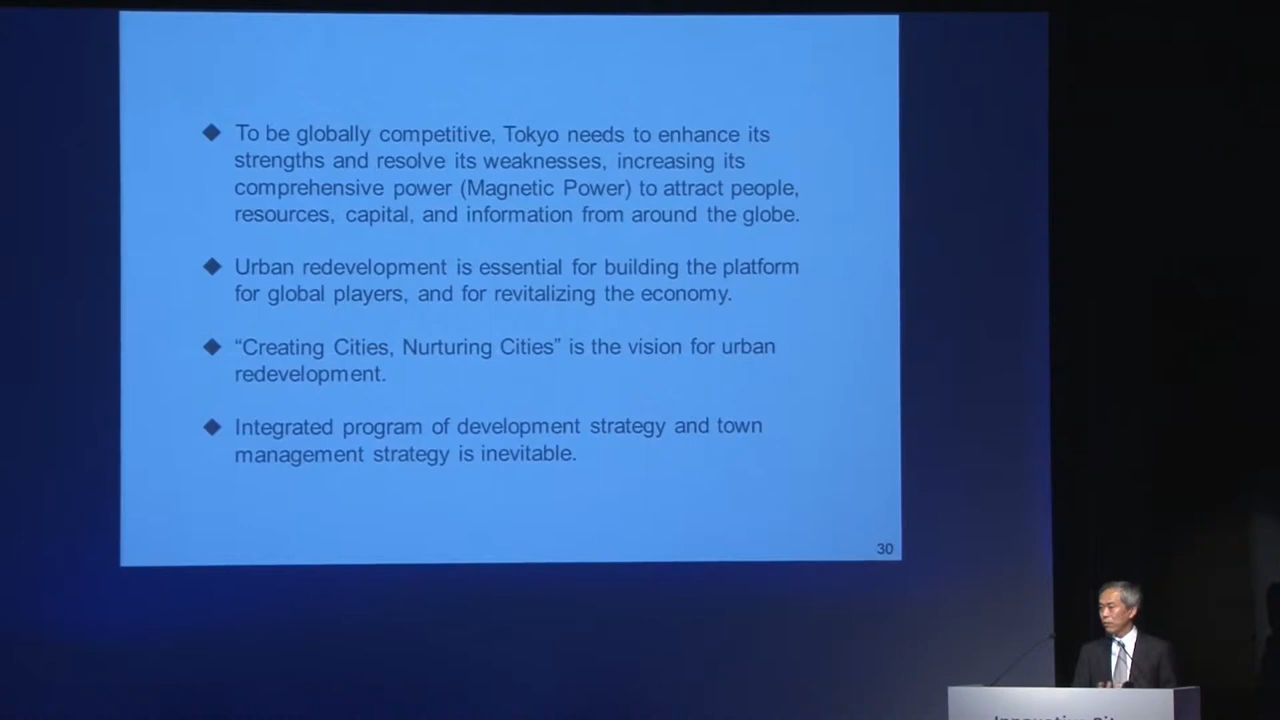 ◆ To be globally competitive, Tokyo needs to enhance its
strengths and resolve its weaknesses, increasing its
comprehensive power (Magnetic Power) to attract people,
resources, capital, and information from around the globe.
◆ Urban redevelopment is essential for building the platform
for global players, and for revitalizing the economy.
◆ “Creating Cities, Nurturing Cities” is the vision for urban
redevelopment.
◆ Integrated program of development strategy and town
management strategy is inevitable.
30
Innovative